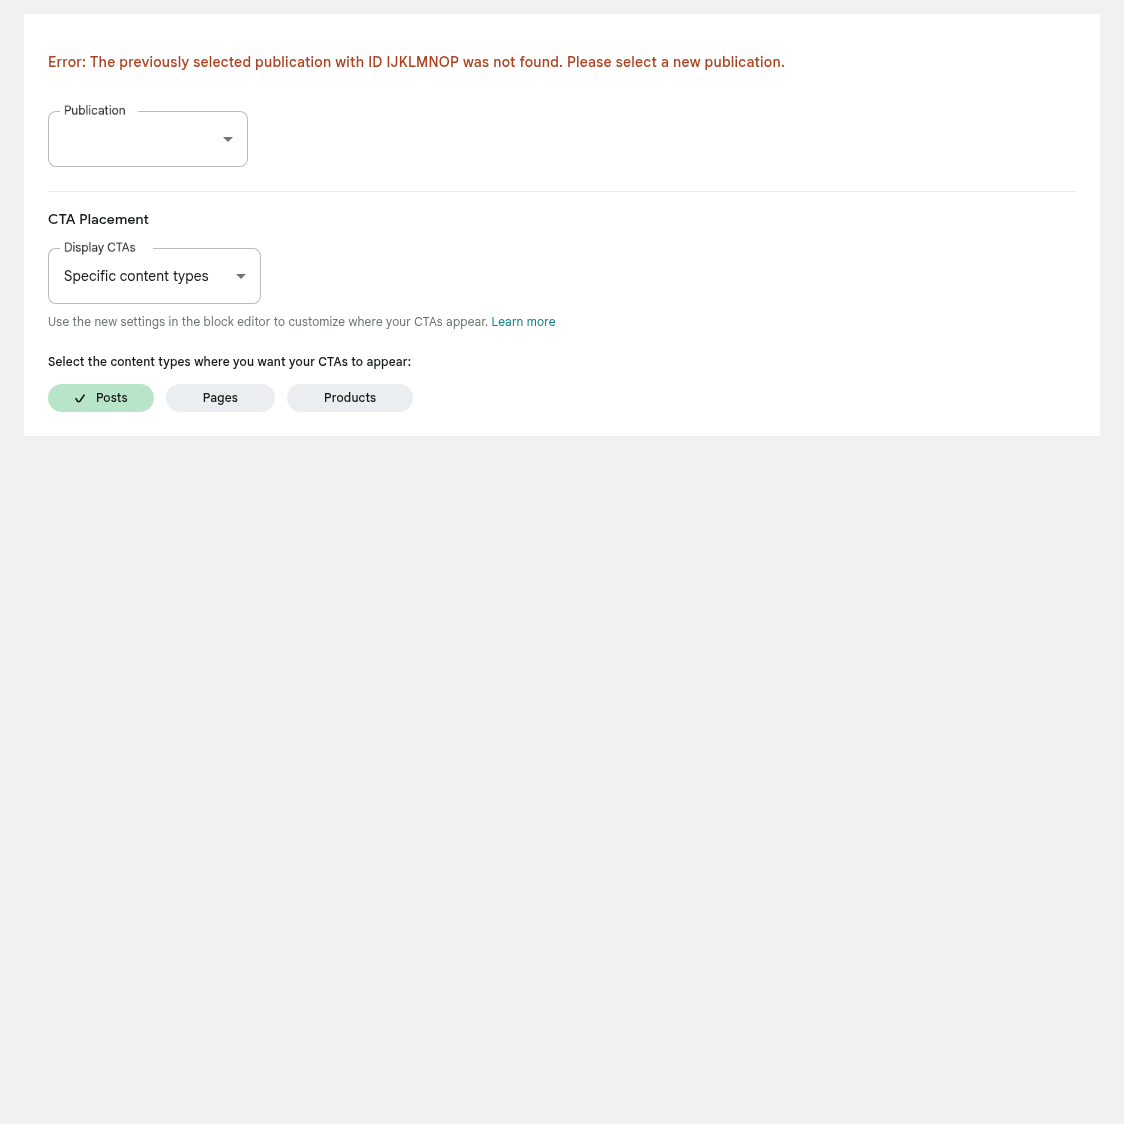 Error: The previously selected publication with ID IJKLMNOP was not found. Please select a new publication.
Publication
CTA Placement
Display CTAs
Specific content types
Use the new settings in the block editor to customize where your CTAs appear. Learn more
Select the content types where you want your CTAs to appear:
Posts Pages Products